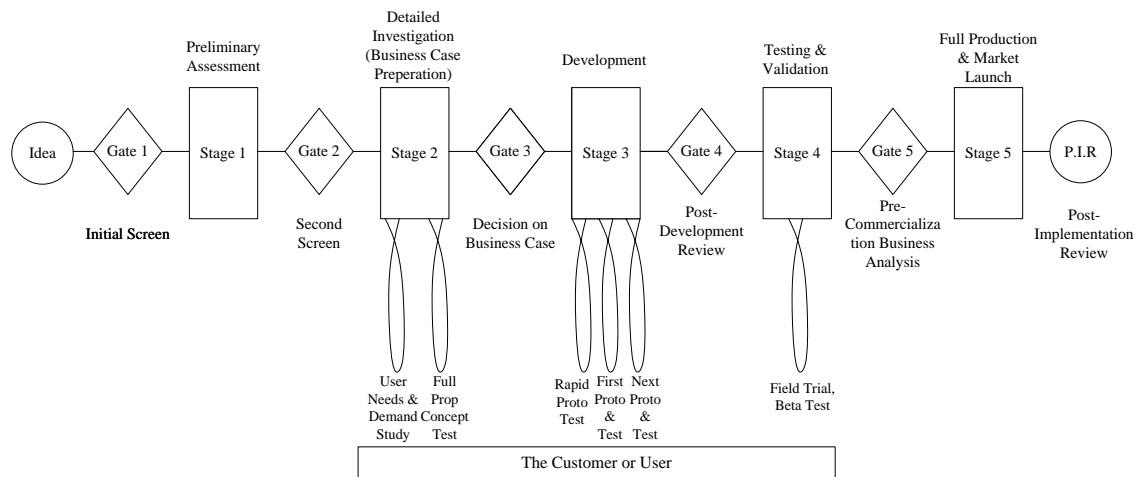 Preliminary
Assessment
Detailed
Investigation
(Business Case
Preperation)
Development
Testing &
Validation
Full Production
& Market
Launch
Idea
Gate 1
Stage 1
Gate 2
Stage 2
Gate 3
Stage 3
Gate 4
Stage 4
Gate 5
Stage 5
P.I.R
Initial Screen
Second
Screen
Decision on
Business Case
Post-
Development
Review
Pre-
Commercializa
tion Business
Analysis
Post-
Implementation
Review
User
Needs &
Demand
Study
Full
Prop
Concept
Test
Rapid
Proto
Test
First
Proto
&
Test
Next
Proto
&
Test
Field Trial,
Beta Test
The Customer or User